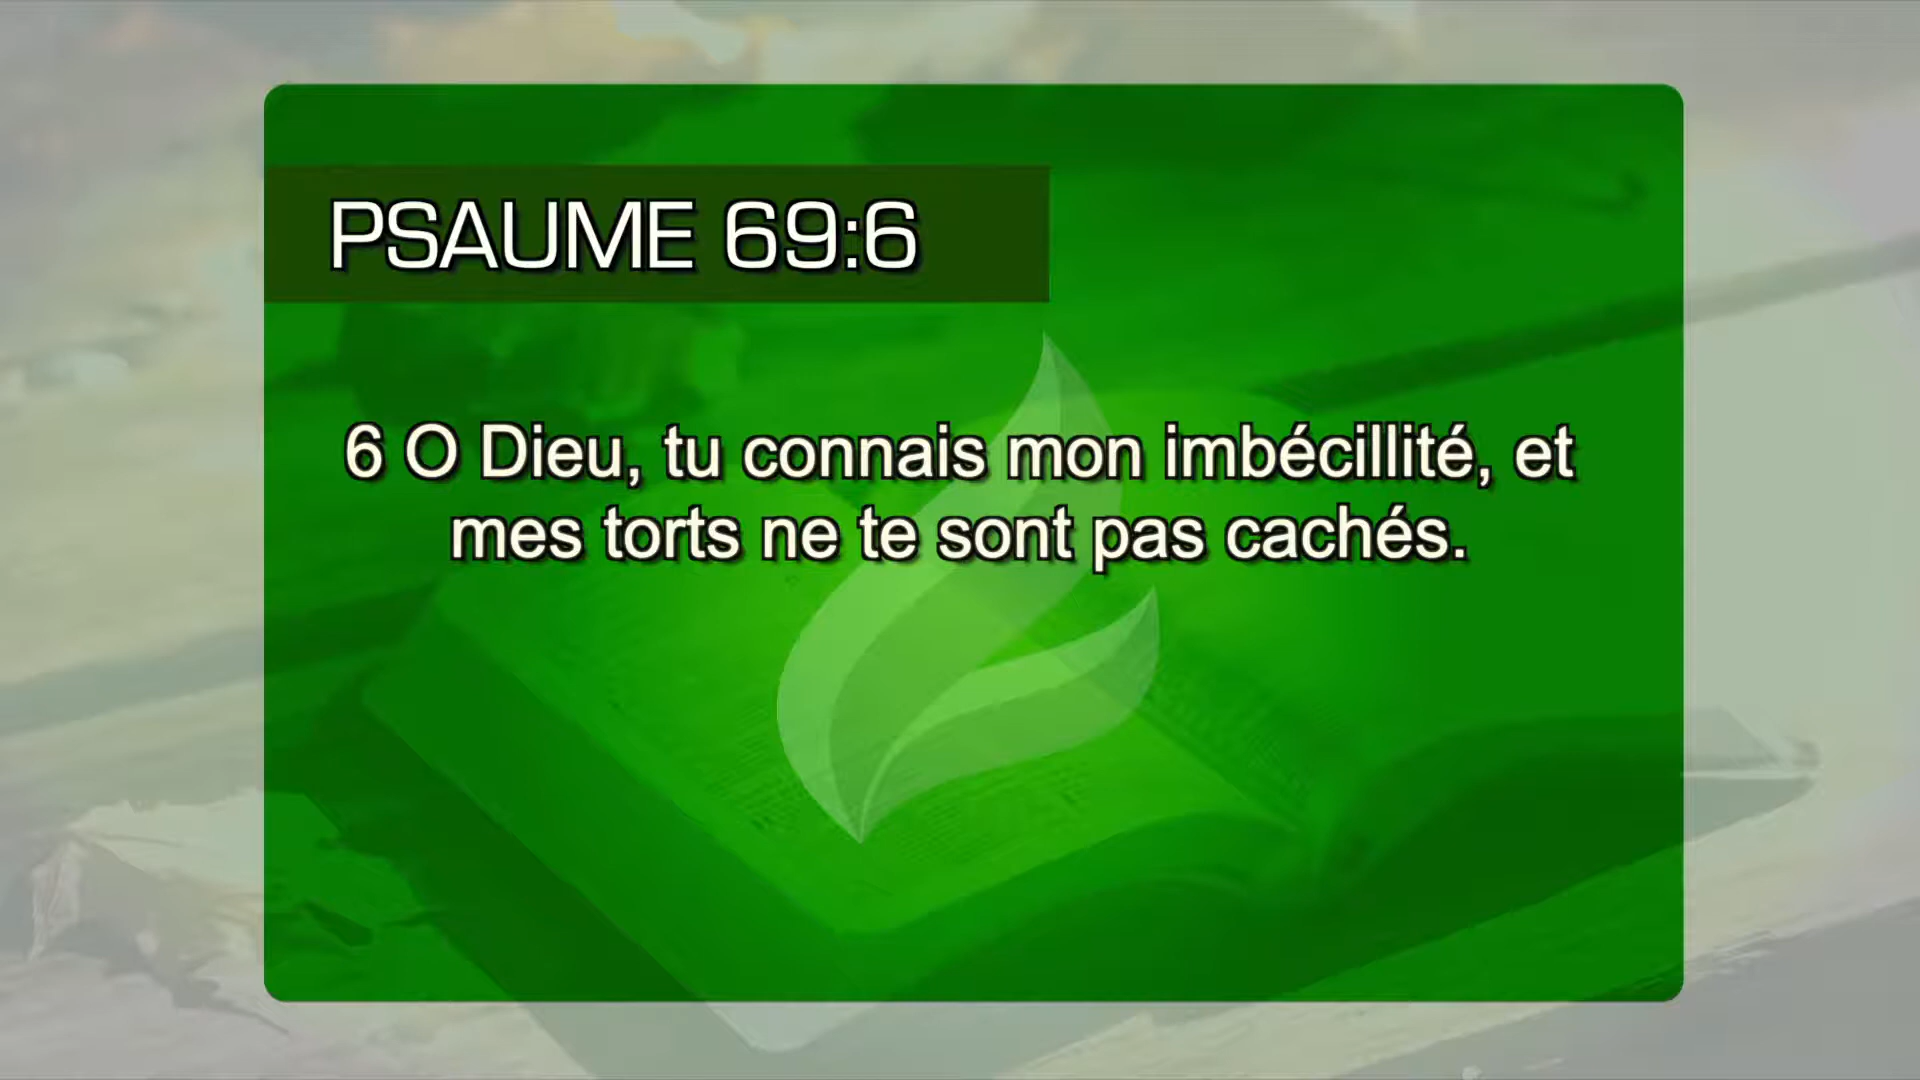 PSAUME 69:6
6 O Dieu, tu connais mon imbécillité, et
mes torts ne te sont pas cachés.